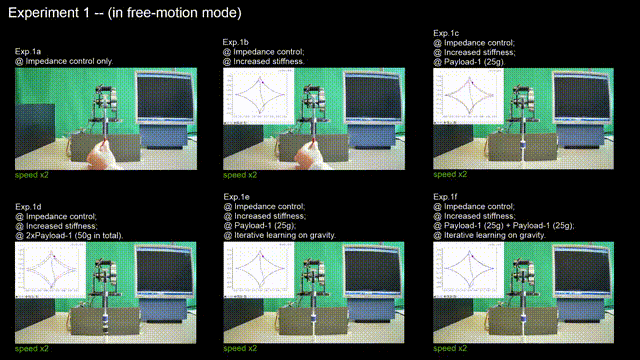 Experiment 1 -- (in free-motion mode)
Exp.1a
@ Impedance control only.
speed x2
Exp.1b
@ Impedance control;
@ Increased stiffness.
speed x2
Exp.1c
@ Impedance control;
@ Increased stiffness;
@ Payload-1 (25g).
speed x2
Exp.1d
@ Impedance control;
@ Increased stiffness;
@ 2xPayload-1 (50g in total).
speed x2
Exp.1e
@ Impedance control;
@ Increased stiffness;
@ Payload-1 (25g);
@ Iterative learning on gravity.
speed x2
Exp.1f
@ Impedance control;
@ Increased stiffness;
@ Payload-1 (25g) + Payload-1 (25g);
@ Iterative learning on gravity.
speed x2